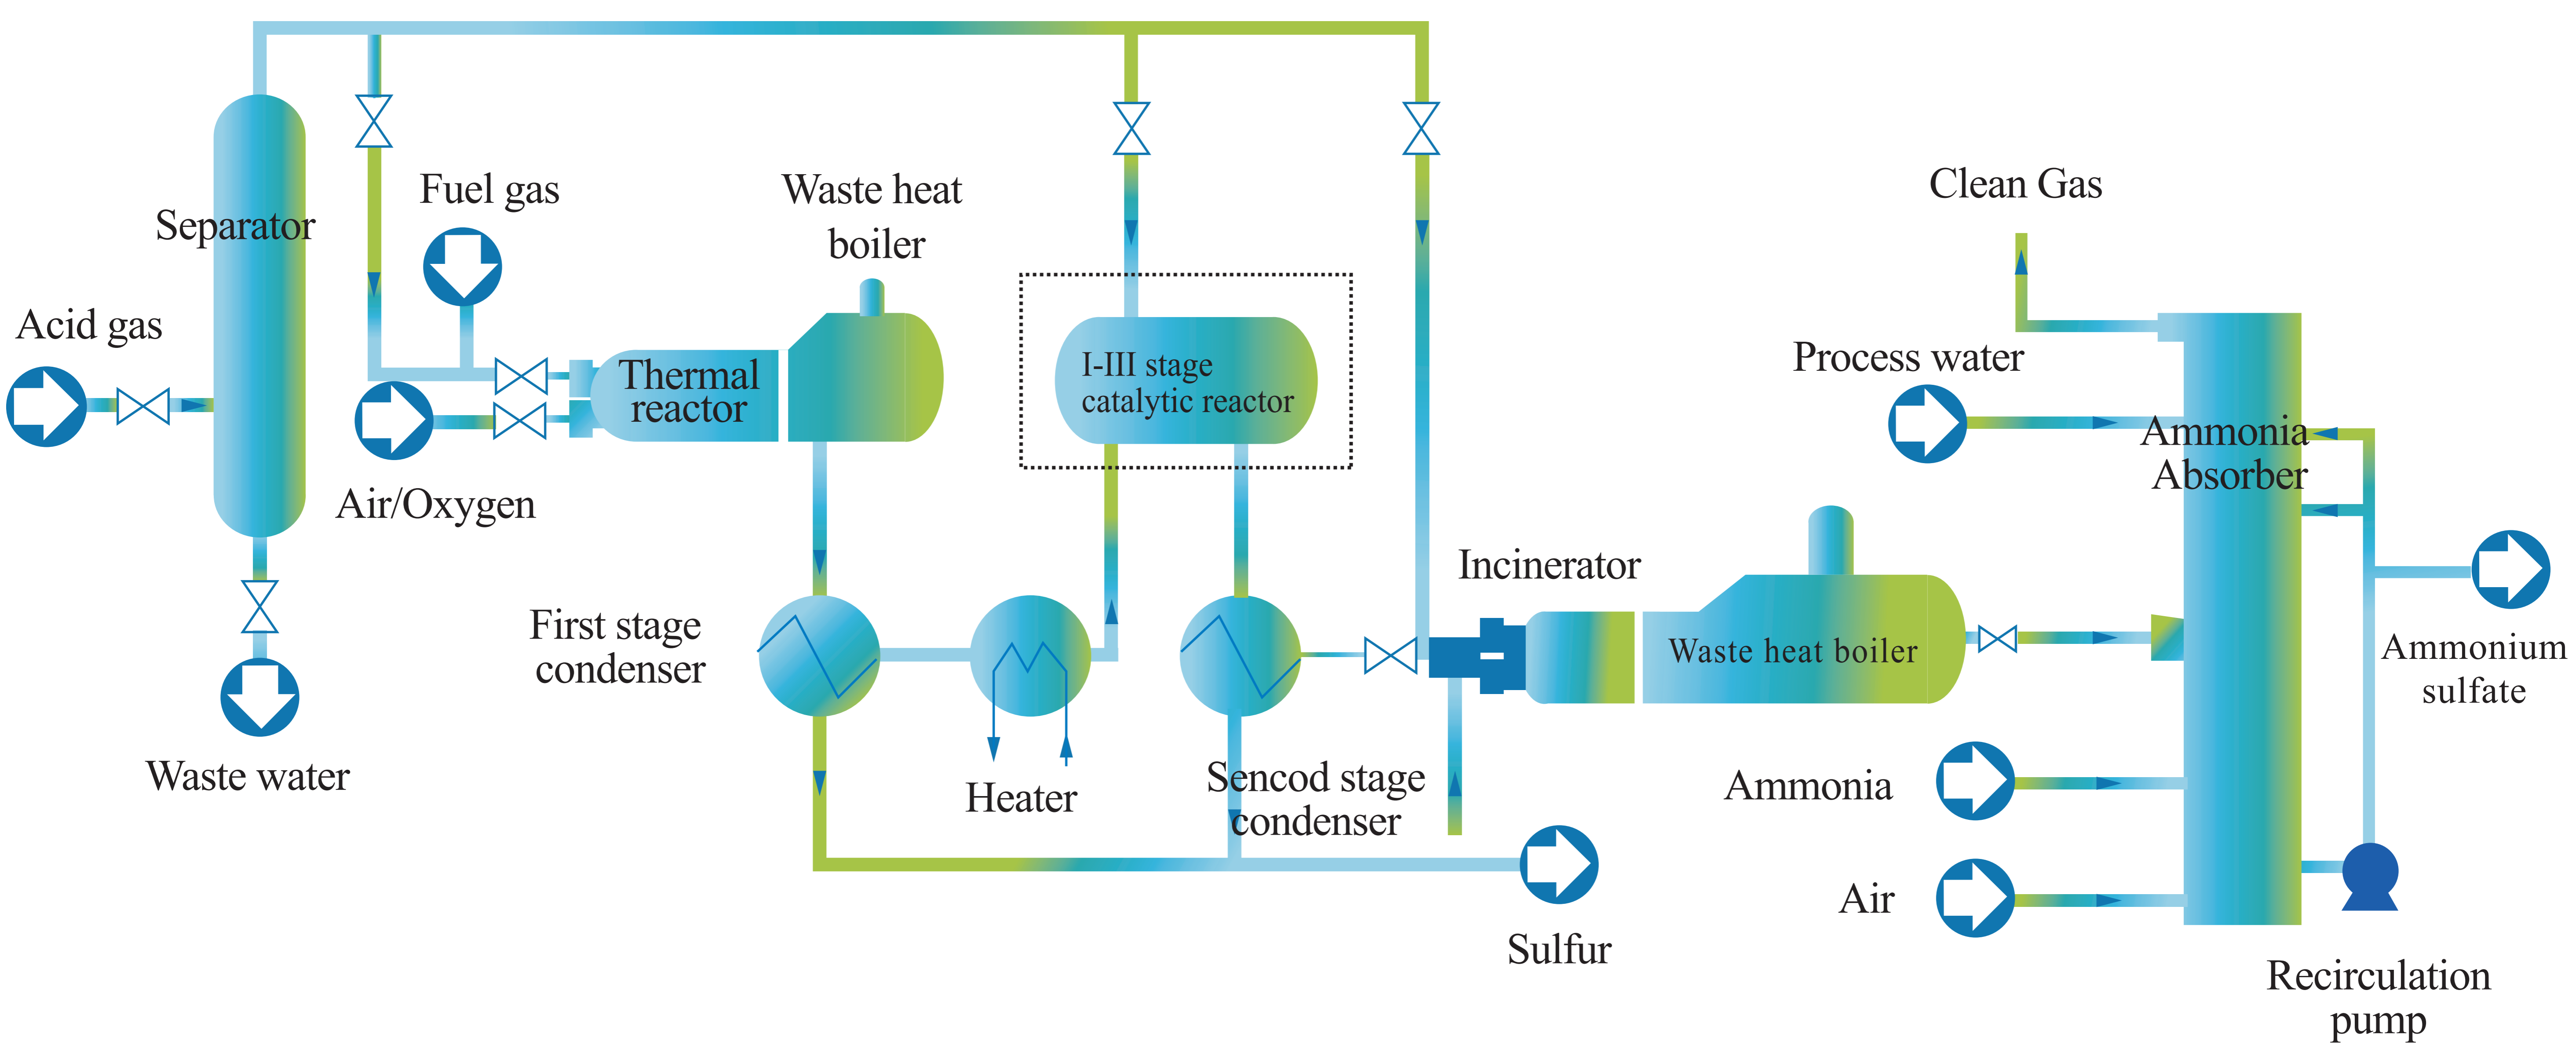 Separator
Acid gas
Waste water
Fuel gas
Air/Oxygen
Thermal
reactor
Waste heat
boiler
First stage
condenser
Heater
I-III stage
catalytic reactor
Sencod stage
condenser
Sulfur
Incinerator
Waste heat boiler
Clean Gas
Process water
Ammonia
Absorber
Ammonia
Air
Ammonium
sulfate
Recirculation
pump